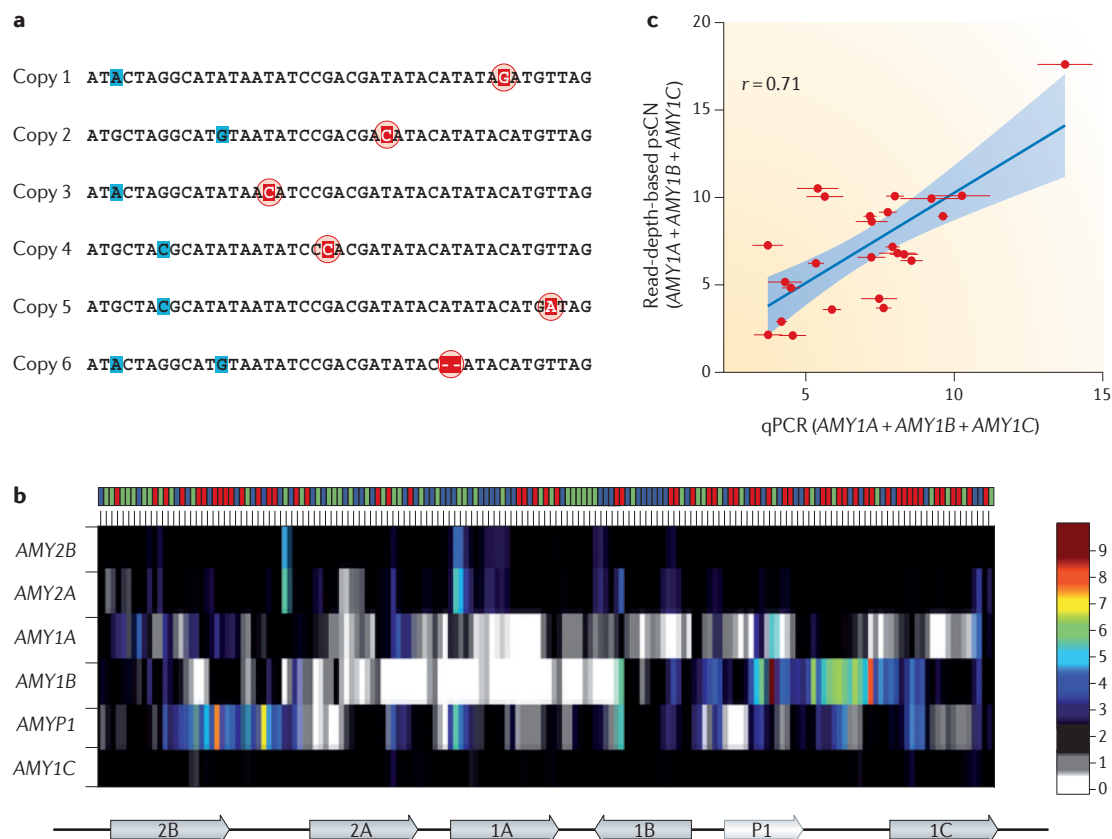 a
Copy 1 ATACTAGGCATATAATATCCGACGATATACATATAGATGTTAG
Copy 2 ATGCTAGGCATGTAATATCCGACGACATACATATACATGTTAG
Copy 3 ATACTAGGCATATAACATCCGACGATATACATATACATGTTAG
Copy 4 ATGCTACGCATATAATATCCCACGATATACATATACATGTTAG
Copy 5 ATGCTACGCATATAATATCCGACGATATACATATACATGATAG
Copy 6 ATACTAGGCATGTAATATCCGACGATATAC--ATACATGTTAG
c
Read-depth-based psCN
(AMY1A + AMY1B + AMY1C)
20
15
10
5
0
r = 0.71
5 10 15
qPCR (AMY1A + AMY1B + AMY1C)
b
AMY2B
AMY2A
AMY1A
AMY1B
AMYP1
AMY1C
9
8
7
6
5
4
3
2
1
0
2B 2A 1A 1B P1 1C